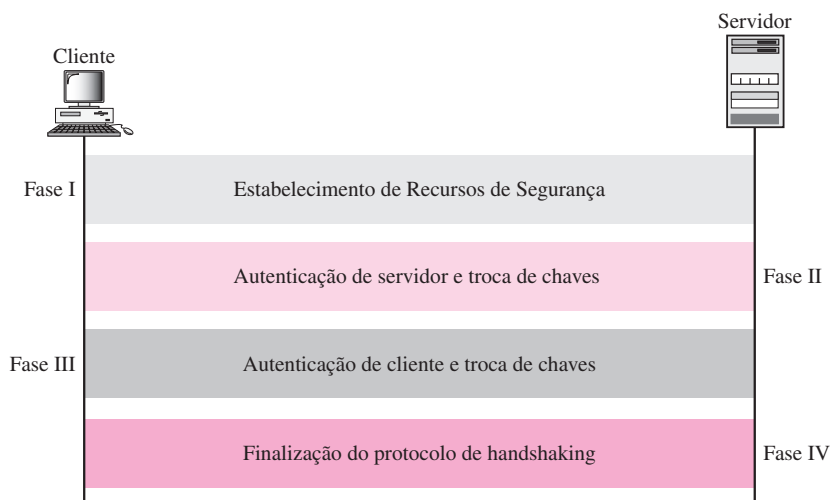 Servidor
Cliente
Fase I
Estabelecimento de Recursos de Segurança
Autenticação de servidor e troca de chaves
Fase II
Fase III
Autenticação de cliente e troca de chaves
Finalização do protocolo de handshaking
Fase IV